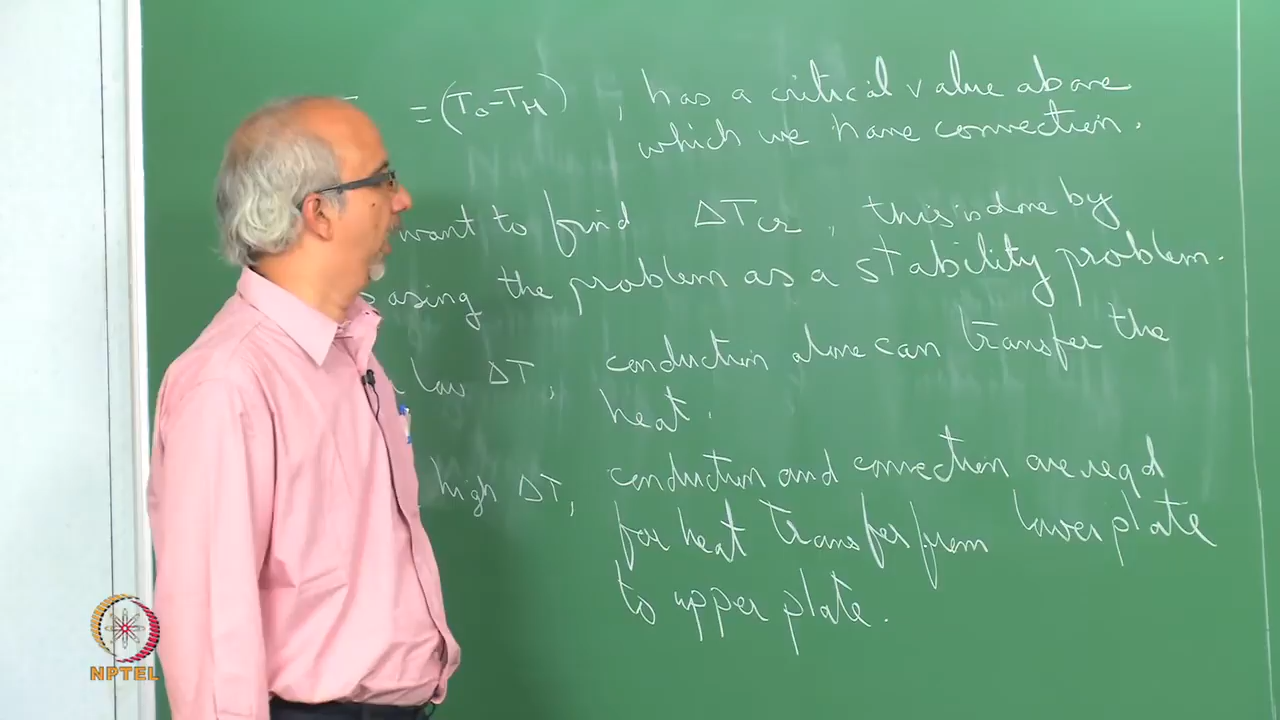 = (T₀-T_H) , has a critical value above
which we have convection.
want to find ΔTcr, this is done by
the problem as a stability problem.
low ΔT, conduction alone can transfer the
heat.
high ΔT, conduction and convection are reqd
for heat transfer from lower plate
to upper plate.
NPTEL